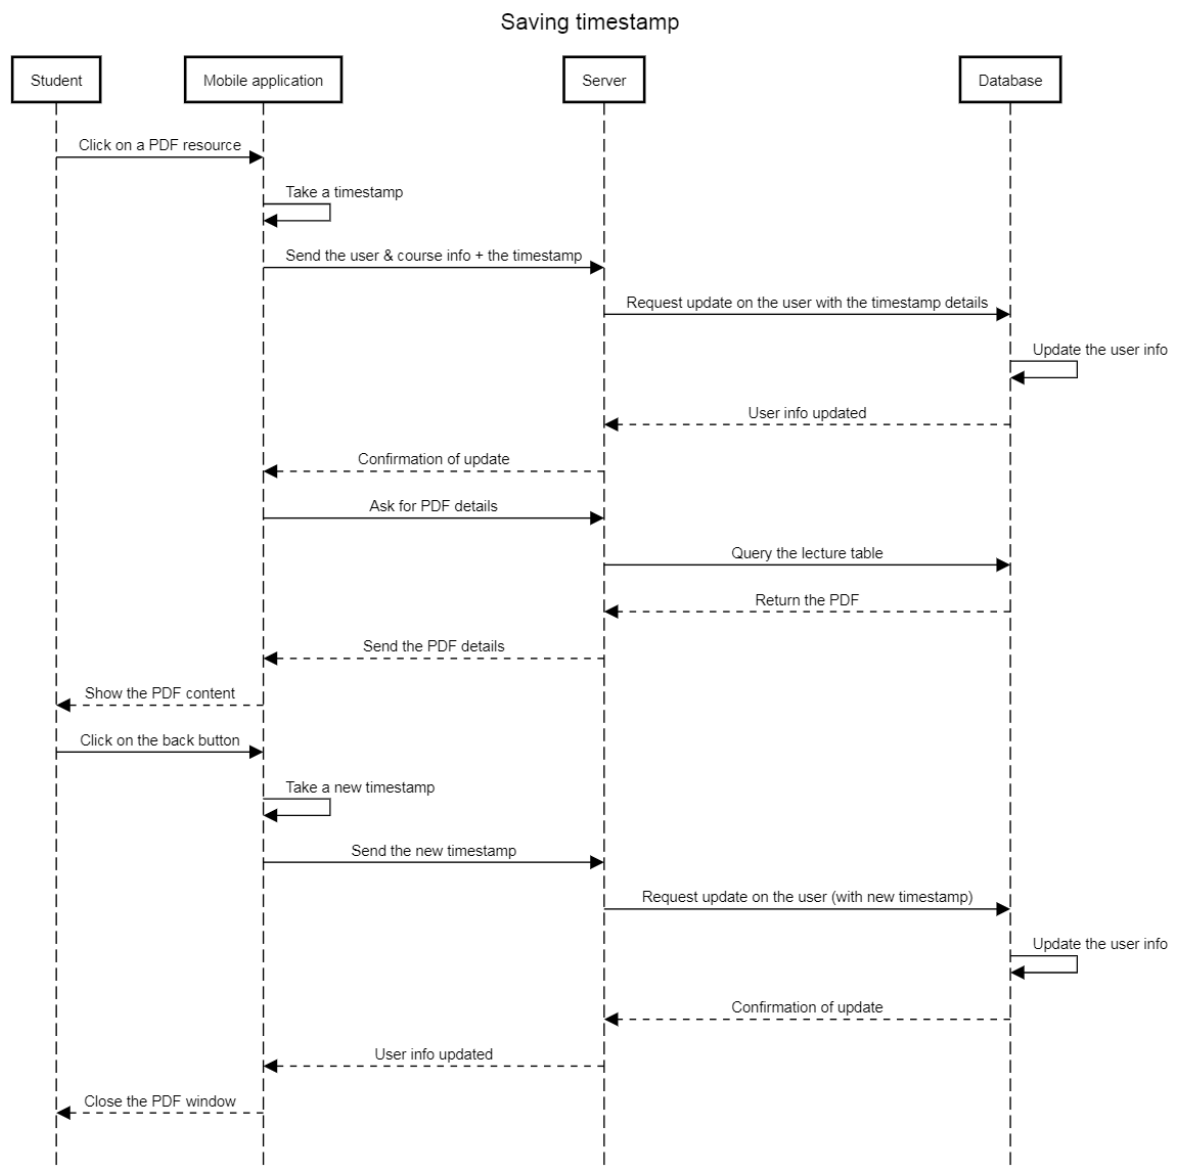 Saving timestamp
Student
Mobile application
Server
Database
Click on a PDF resource
Take a timestamp
Send the user & course info + the timestamp
Request update on the user with the timestamp details
Update the user info
User info updated
Confirmation of update
Ask for PDF details
Query the lecture table
Return the PDF
Send the PDF details
Show the PDF content
Click on the back button
Take a new timestamp
Send the new timestamp
Request update on the user (with new timestamp)
Update the user info
Confirmation of update
User info updated
Close the PDF window